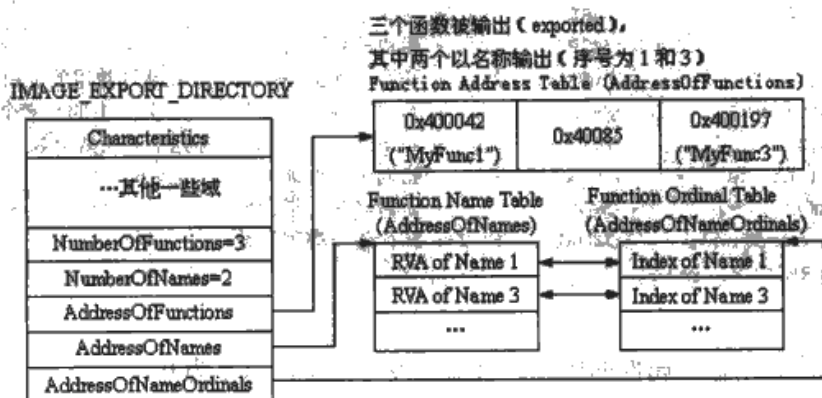 三个函数被输出（exported），
其中两个以名称输出（序号为1和3）
Function Address Table (AddressOfFunctions)
IMAGE_EXPORT_DIRECTORY
Characteristics
…其他一些域
NumberOfFunctions=3
NumberOfNames=2
AddressOfFunctions
AddressOfNames
AddressOfNameOrdinals
0x400042
("MyFunc1")
0x40085
0x400197
("MyFunc3")
Function Name Table
(AddressOfNames)
RVA of Name 1
RVA of Name 3
…
Function Ordinal Table
(AddressOfNameOrdinals)
Index of Name 1
Index of Name 3
…